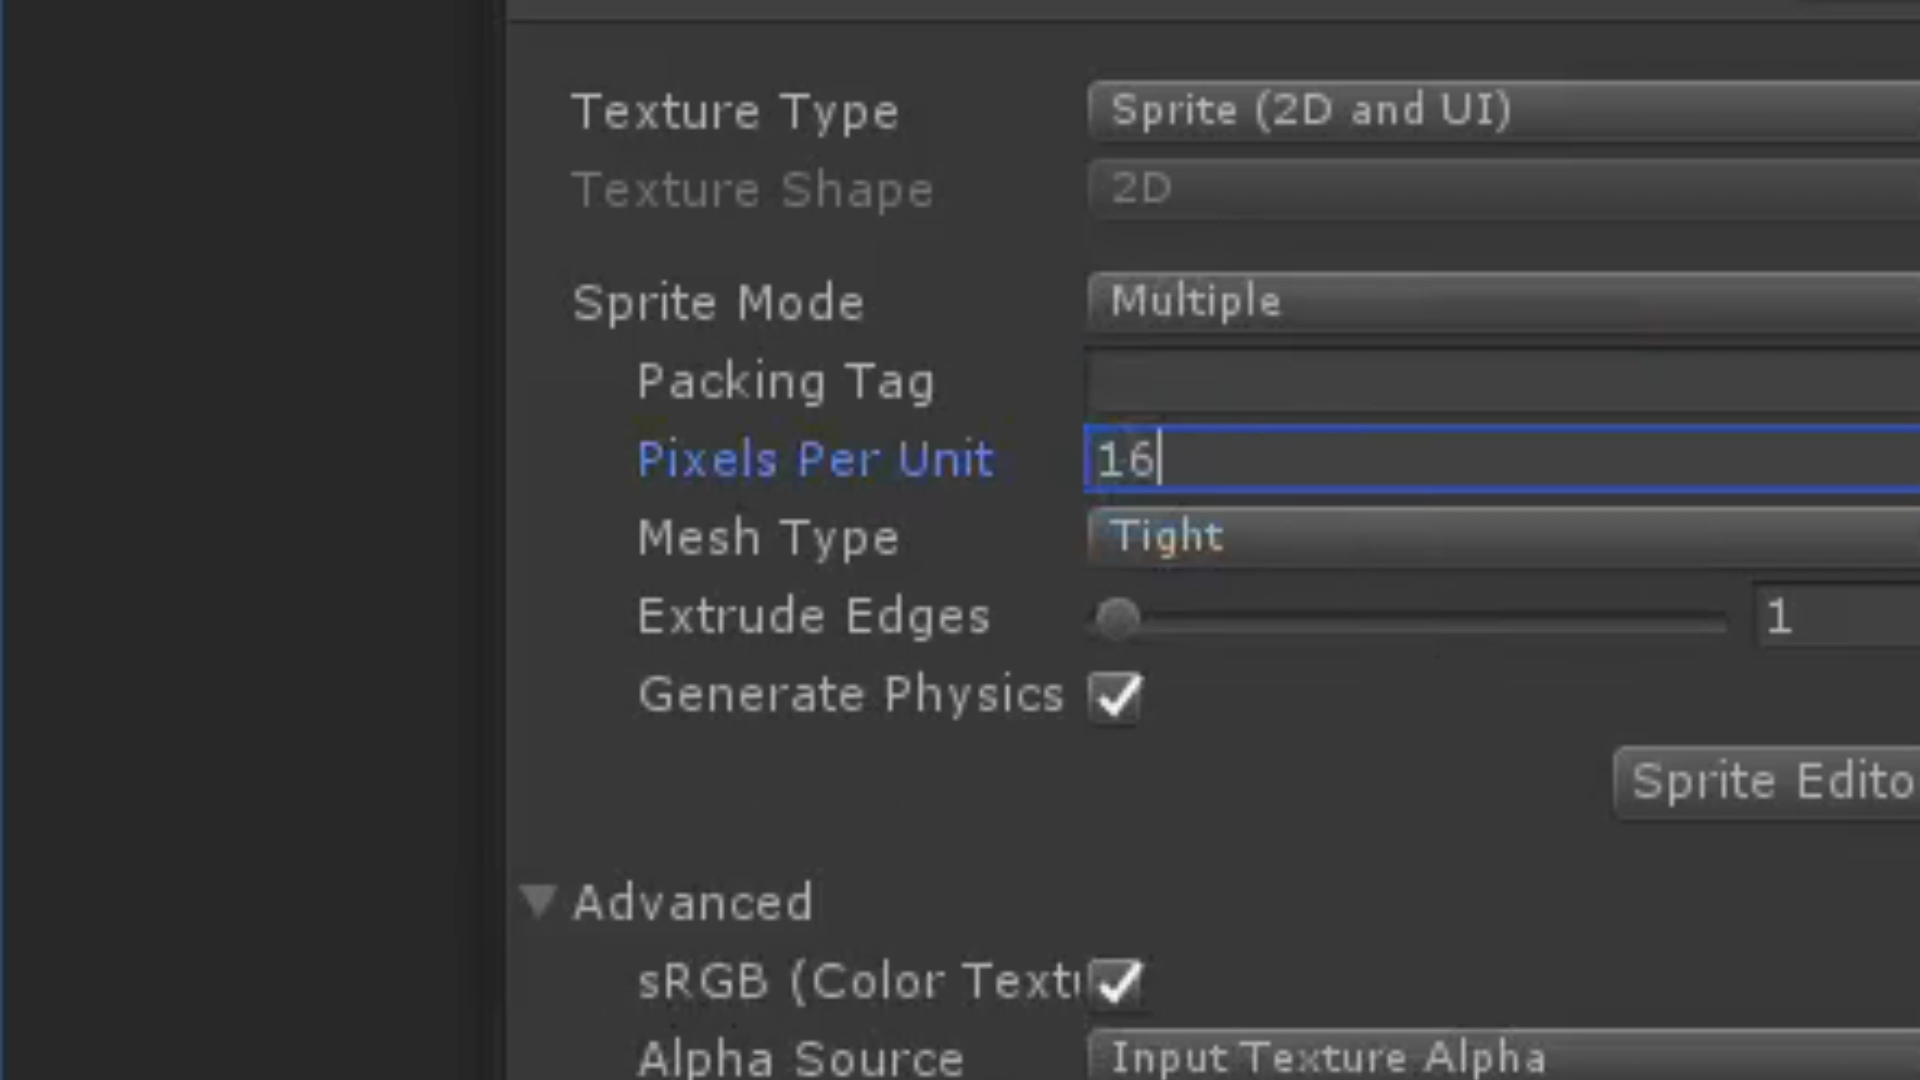 Texture Type Sprite (2D and UI)
Texture Shape 2D
Sprite Mode Multiple
Packing Tag
Pixels Per Unit 16
Mesh Type Tight
Extrude Edges 1
Generate Physics
Sprite Edito
Advanced
sRGB (Color Textu
Alpha Source Input Texture Alpha